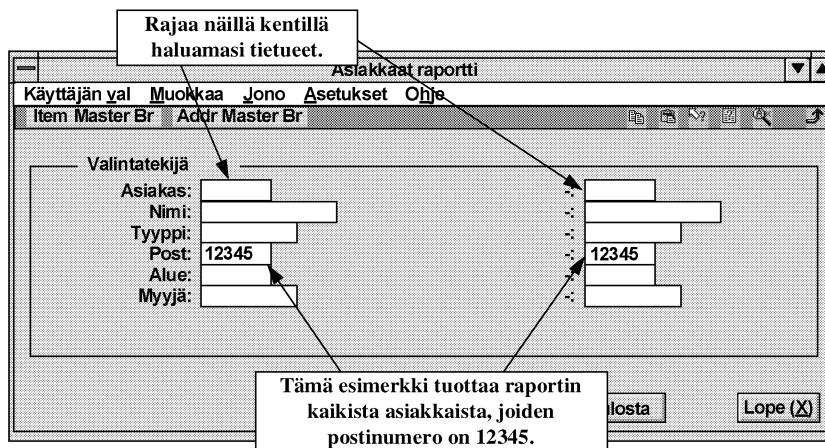 Rajaa näillä kentillä
haluamasi tietueet.
Asiakkaat raportti
Käyttäjän val Muokkaa Jono Asetukset Ohje
Item Master Br Addr Master Br
Valintatekijä
Asiakas: -:
Nimi: -:
Tyyppi: -:
Post: 12345 -: 12345
Alue: -:
Myyjä: -:
Tämä esimerkki tuottaa raportin
kaikista asiakkaista, joiden
postinumero on 12345.
Lope (X)